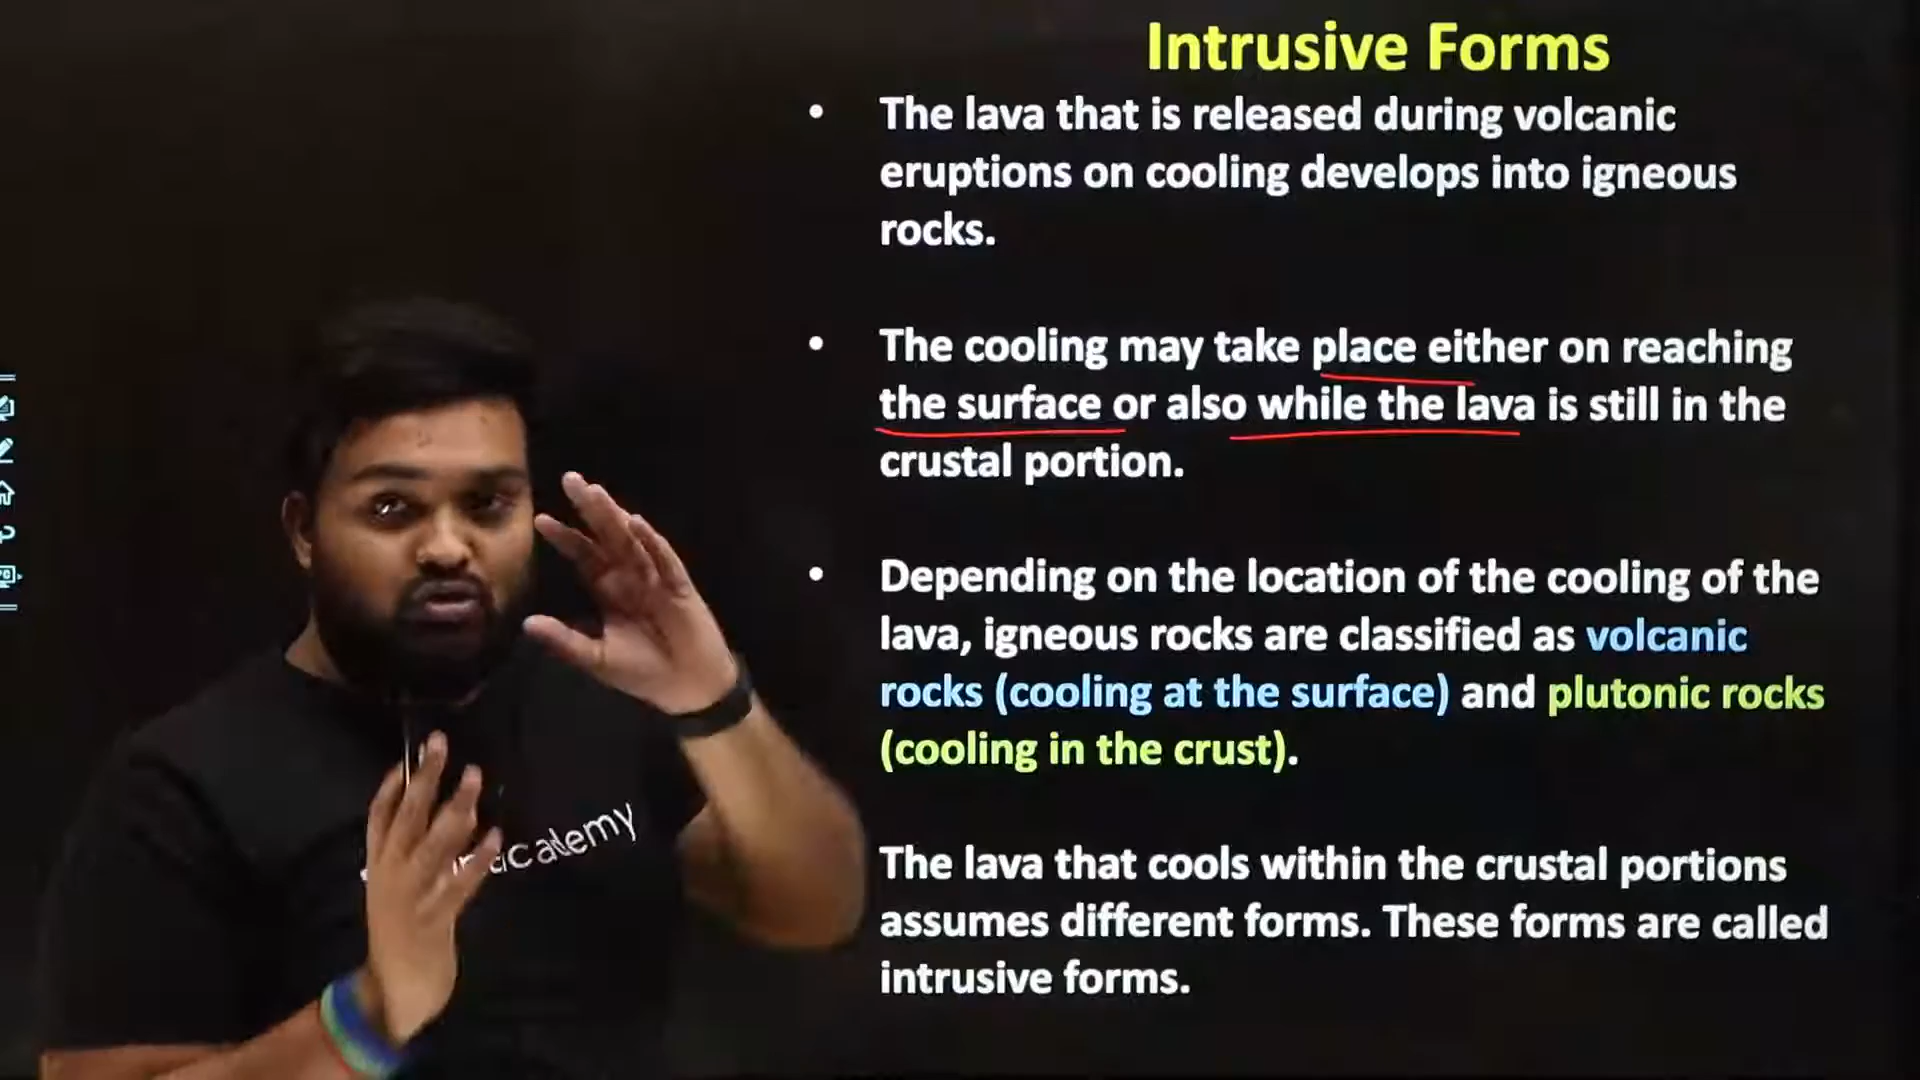 Intrusive Forms
• The lava that is released during volcanic
eruptions on cooling develops into igneous
rocks.
• The cooling may take place either on reaching
the surface or also while the lava is still in the
crustal portion.
• Depending on the location of the cooling of the
lava, igneous rocks are classified as volcanic
rocks (cooling at the surface) and plutonic rocks
(cooling in the crust).
The lava that cools within the crustal portions
assumes different forms. These forms are called
intrusive forms.